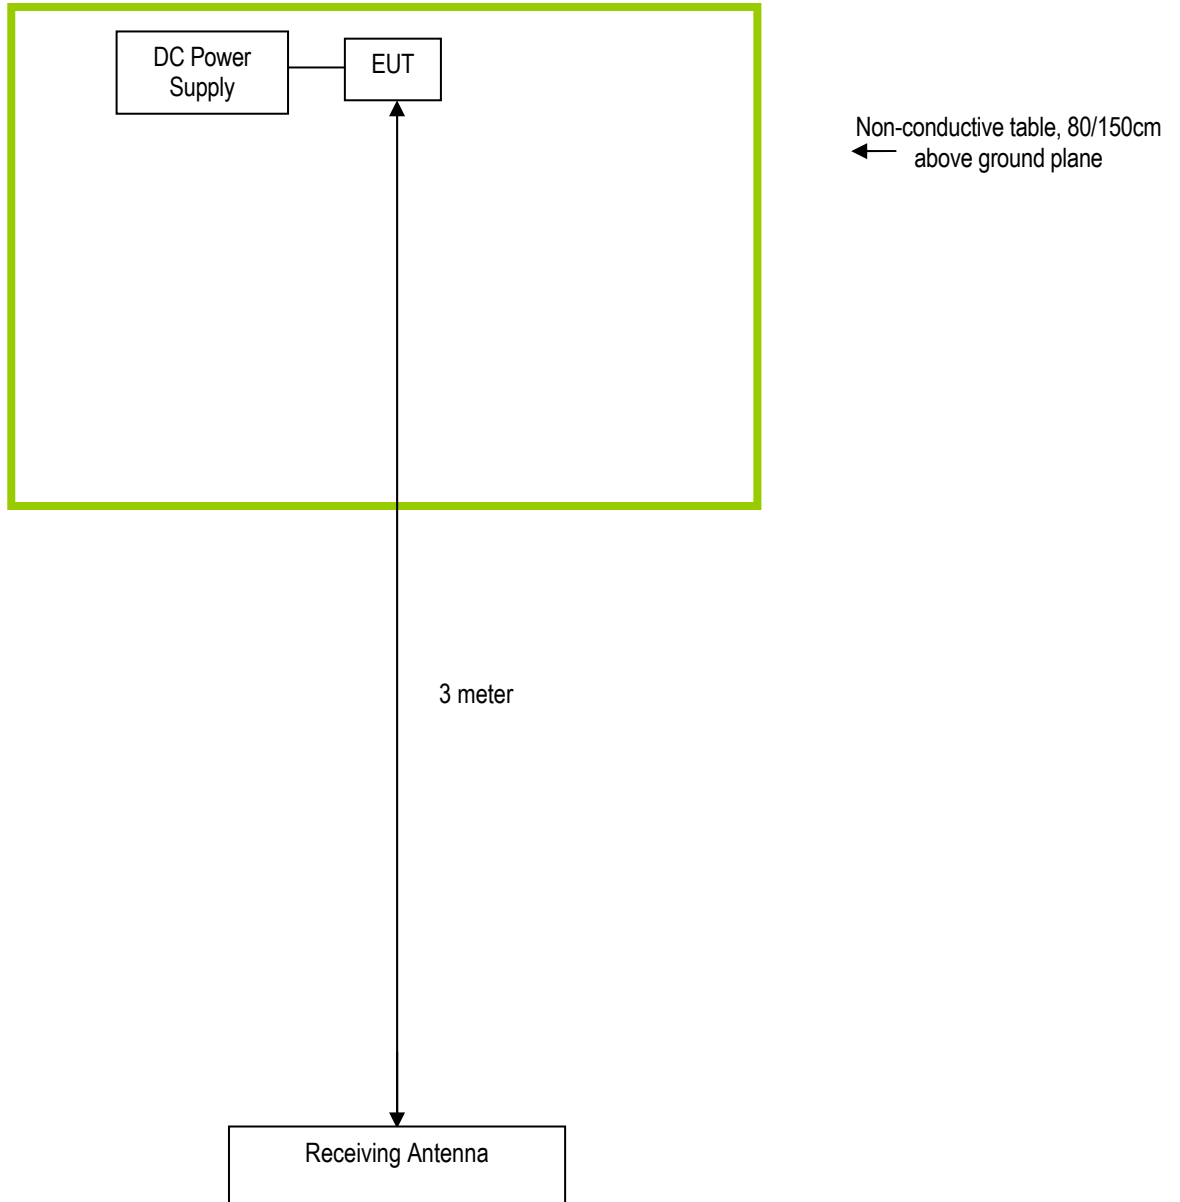 DC Power
Supply
EUT
Non-conductive table, 80/150cm
above ground plane
3 meter
Receiving Antenna